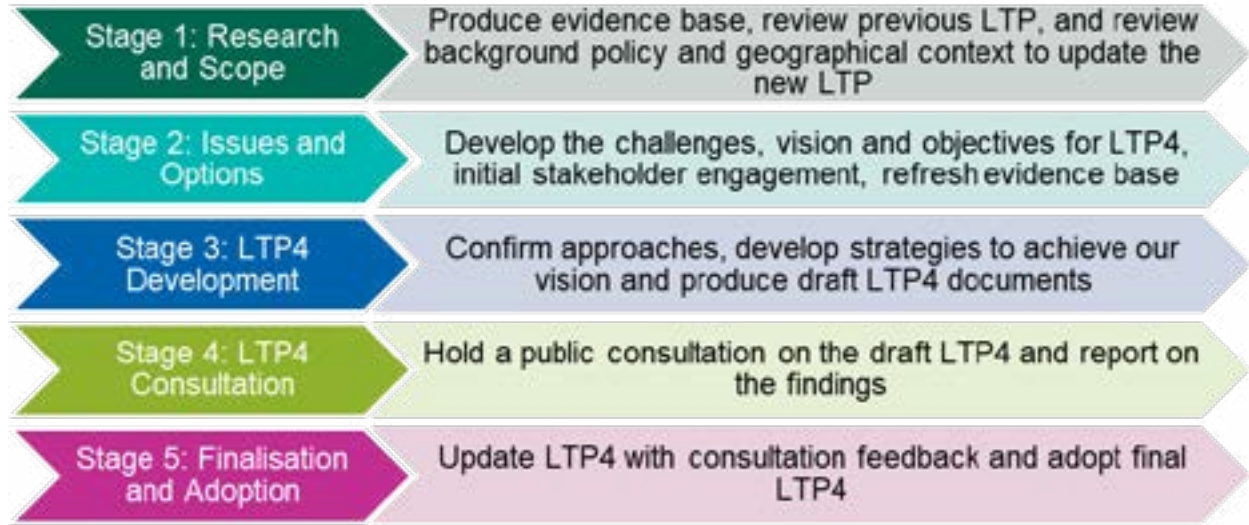 Stage 1: Research
and Scope
Produce evidence base, review previous LTP, and review
background policy and geographical context to update the
new LTP
Stage 2: Issues and
Options
Develop the challenges, vision and objectives for LTP4,
initial stakeholder engagement, refresh evidence base
Stage 3: LTP4
Development
Confirm approaches, develop strategies to achieve our
vision and produce draft LTP4 documents
Stage 4: LTP4
Consultation
Hold a public consultation on the draft LTP4 and report on
the findings
Stage 5: Finalisation
and Adoption
Update LTP4 with consultation feedback and adopt final
LTP4